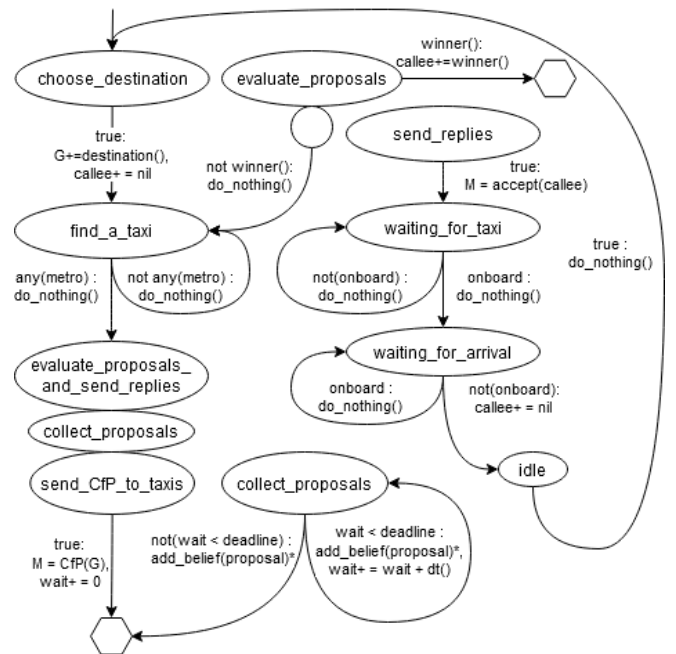 choose_destination
evaluate_proposals
winner():
callee+=winner()
true:
G+=destination(),
callee+ = nil
not winner():
do_nothing()
send_replies
true:
M = accept(callee)
find_a_taxi
waiting_for_taxi
true :
do_nothing()
any(metro) :
do_nothing()
not any(metro) :
do_nothing()
not(onboard) :
do_nothing()
onboard :
do_nothing()
evaluate_proposals_
and_send_replies
waiting_for_arrival
onboard :
do_nothing()
not(onboard):
callee+ = nil
collect_proposals
send_CfP_to_taxis
collect_proposals
idle
true:
M = CfP(G),
wait+ = 0
not(wait < deadline) :
add_belief(proposal)*
wait < deadline :
add_belief(proposal)*,
wait+ = wait + dt()